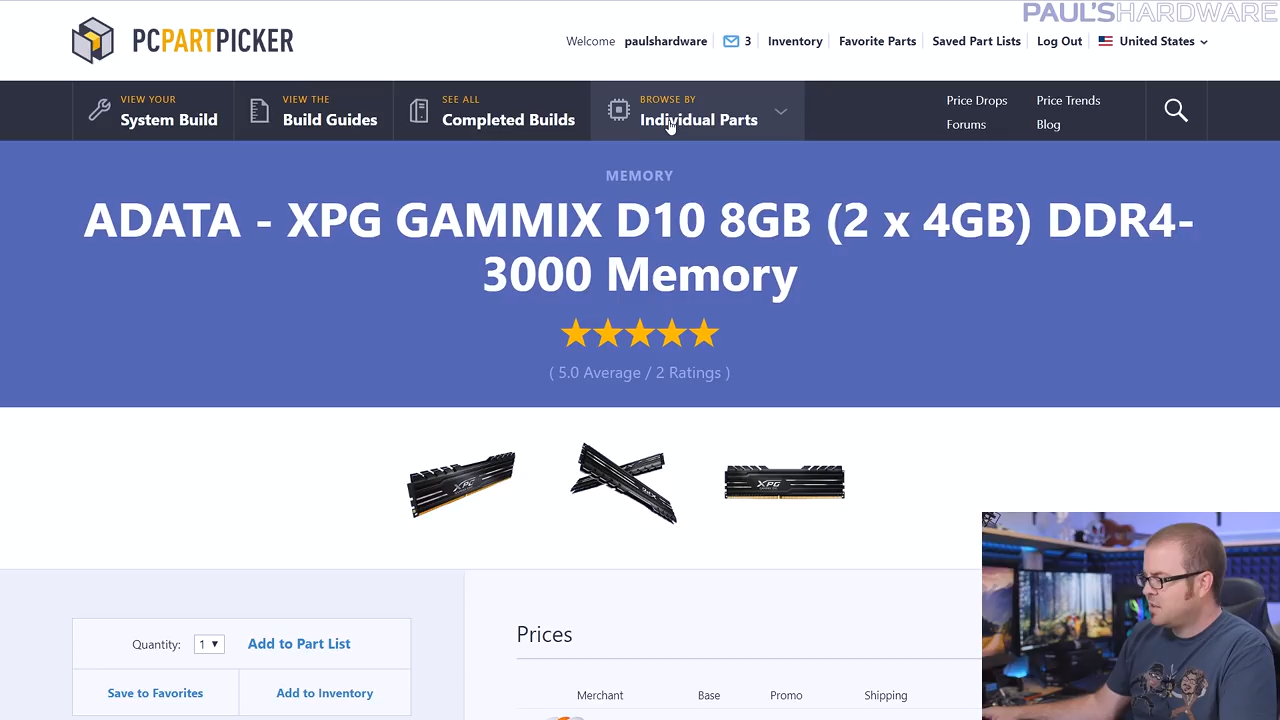 PAUL'SHARDWARE
PCPARTPICKER
Welcome paulshardware 3 Inventory Favorite Parts Saved Part Lists Log Out United States
VIEW YOUR
System Build
VIEW THE
Build Guides
SEE ALL
Completed Builds
BROWSE BY
Individual Parts
Price Drops Price Trends
Forums Blog
MEMORY
ADATA - XPG GAMMIX D10 8GB (2 x 4GB) DDR4-
3000 Memory
( 5.0 Average / 2 Ratings )
XPG
XPG
Quantity: 1 Add to Part List
Save to Favorites Add to Inventory
Prices
Merchant Base Promo Shipping